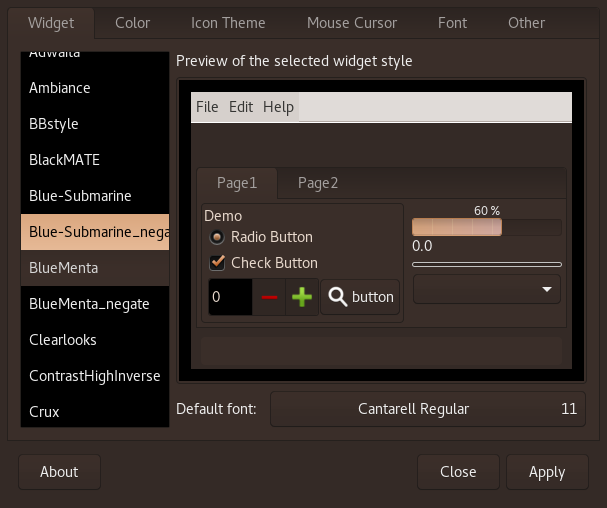 Widget Color Icon Theme Mouse Cursor Font Other
Preview of the selected widget style
Adwaita
Ambiance
BBstyle
BlackMATE
Blue-Submarine
Blue-Submarine_nega
BlueMenta
BlueMenta_negate
Clearlooks
ContrastHighInverse
Crux
File Edit Help
Page1 Page2
Demo
Radio Button
Check Button
0
button
60 %
0.0
Default font: Cantarell Regular 11
About Close Apply